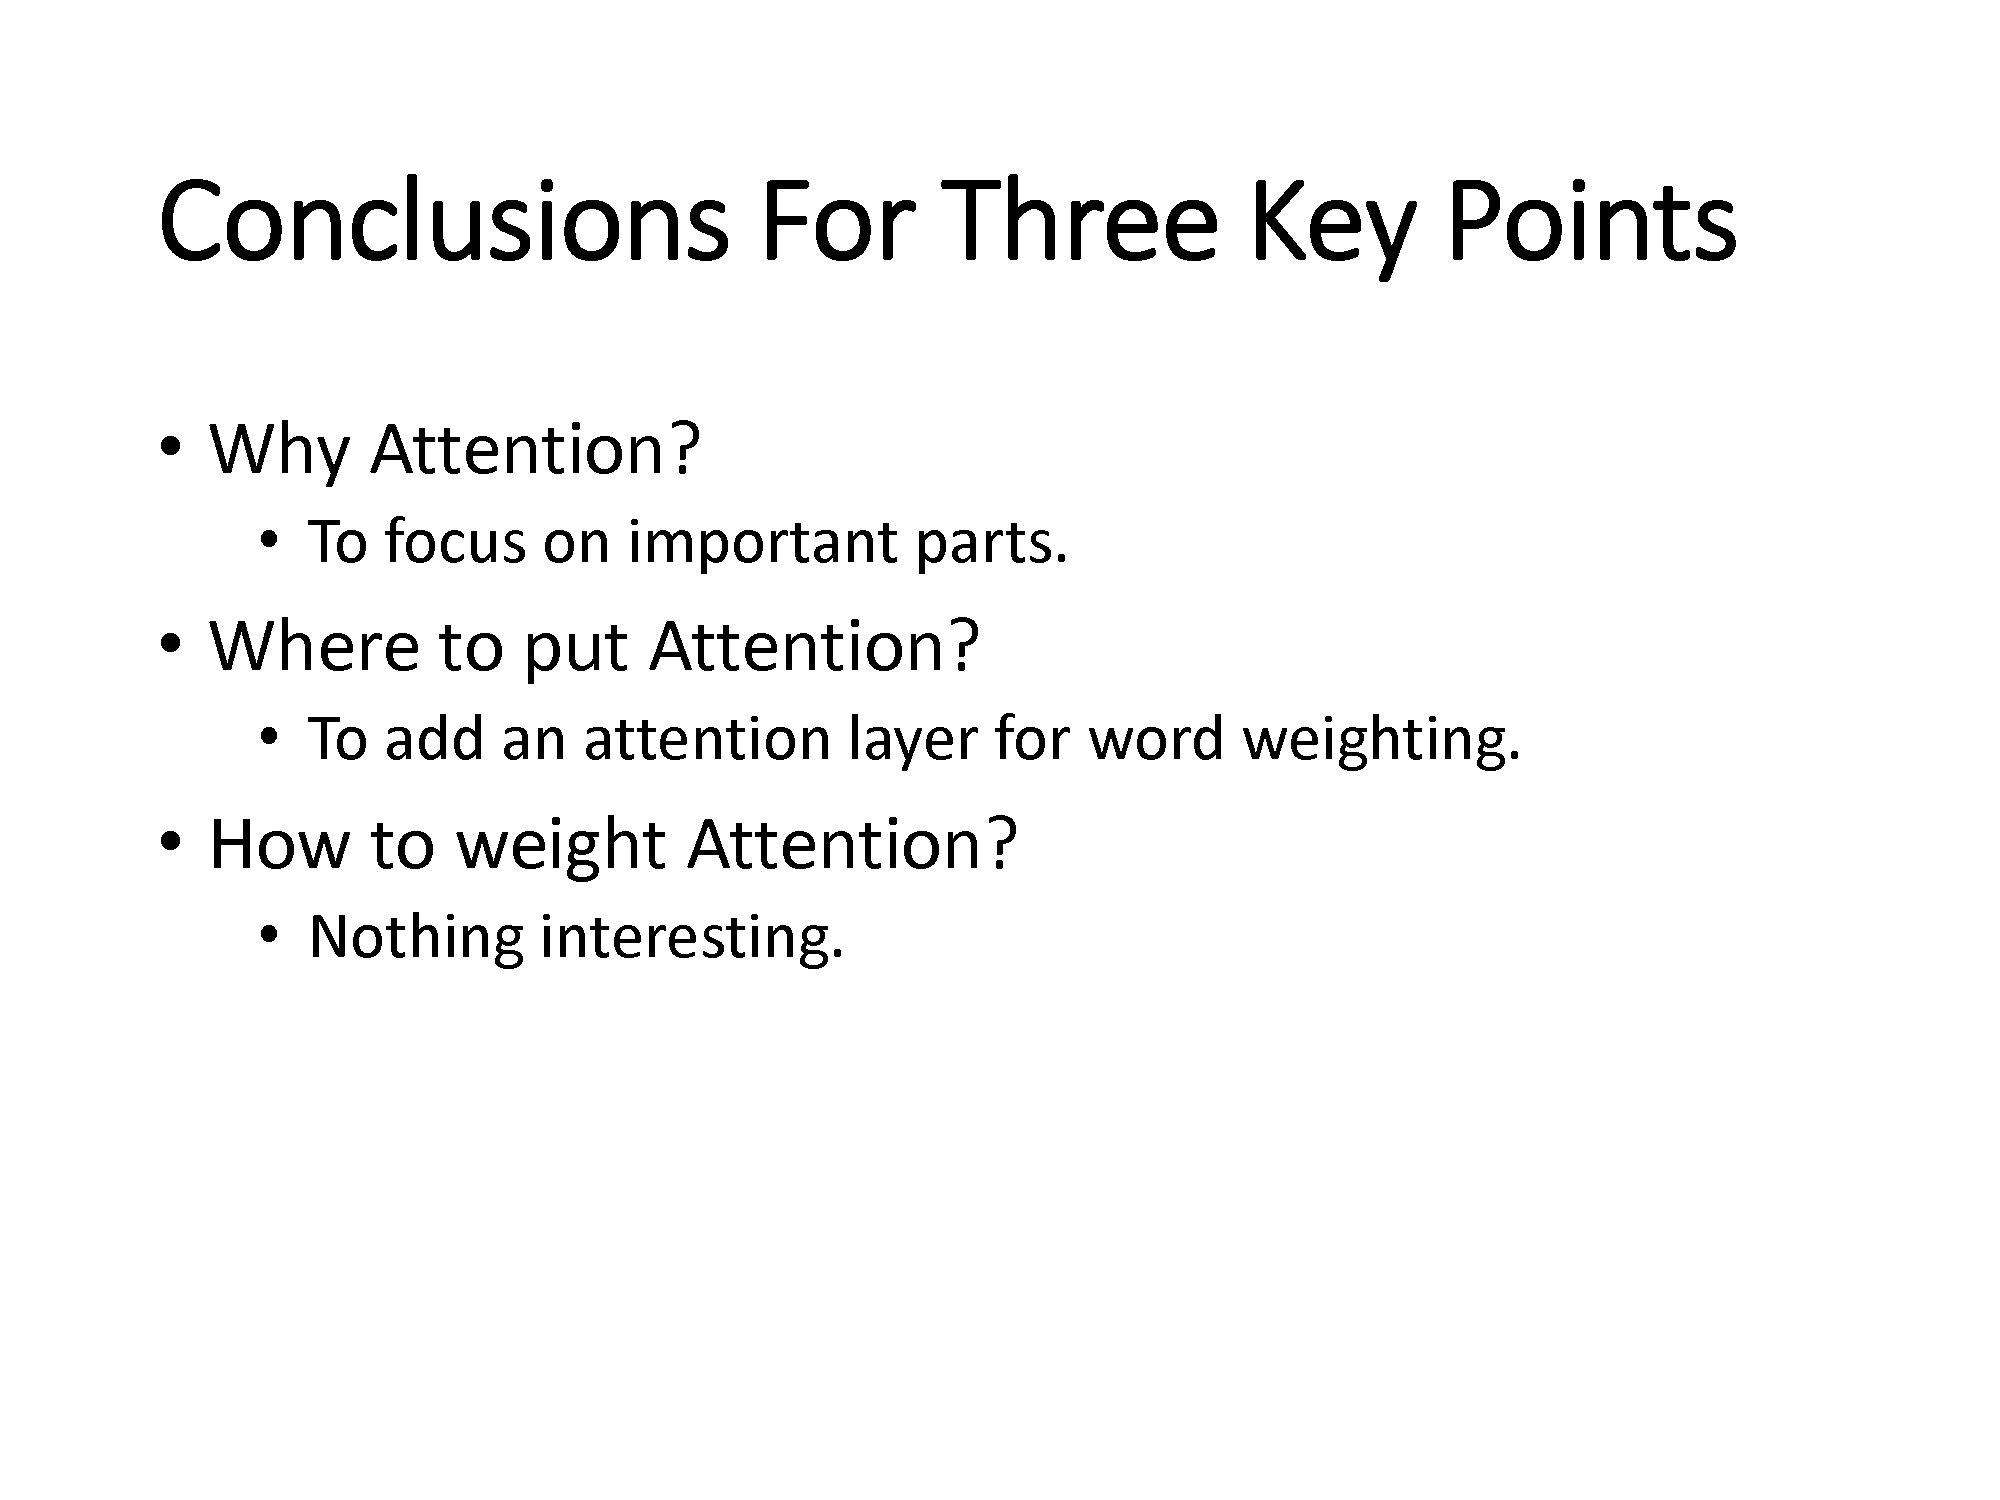 Conclusions For Three Key Points
• Why Attention?
• To focus on important parts.
• Where to put Attention?
• To add an attention layer for word weighting.
• How to weight Attention?
• Nothing interesting.